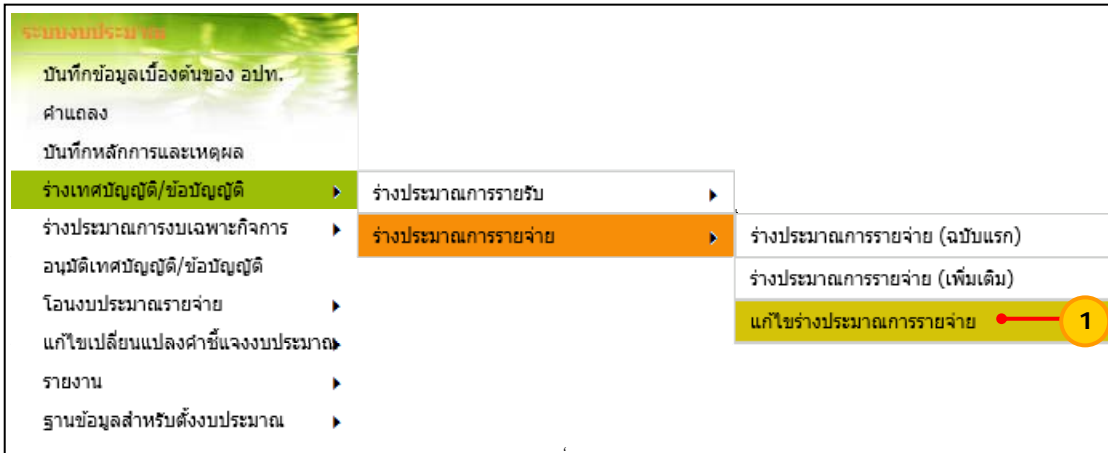 ระบบงบประมาณ
บันทึกข้อมูลเบื้องต้นของ อปท.
คำแถลง
บันทึกหลักการและเหตุผล
ร่างเทศบัญญัติ/ข้อบัญญัติ
ร่างประมาณการรายรับ
ร่างประมาณการงบเฉพาะกิจการ
ร่างประมาณการรายจ่าย
ร่างประมาณการรายจ่าย (ฉบับแรก)
อนุมัติเทศบัญญัติ/ข้อบัญญัติ
ร่างประมาณการรายจ่าย (เพิ่มเติม)
โอนงบประมาณรายจ่าย
แก้ไขร่างประมาณการรายจ่าย 1
แก้ไขเปลี่ยนแปลงคำชี้แจงงบประมาณ
รายงาน
ฐานข้อมูลสำหรับตั้งงบประมาณ